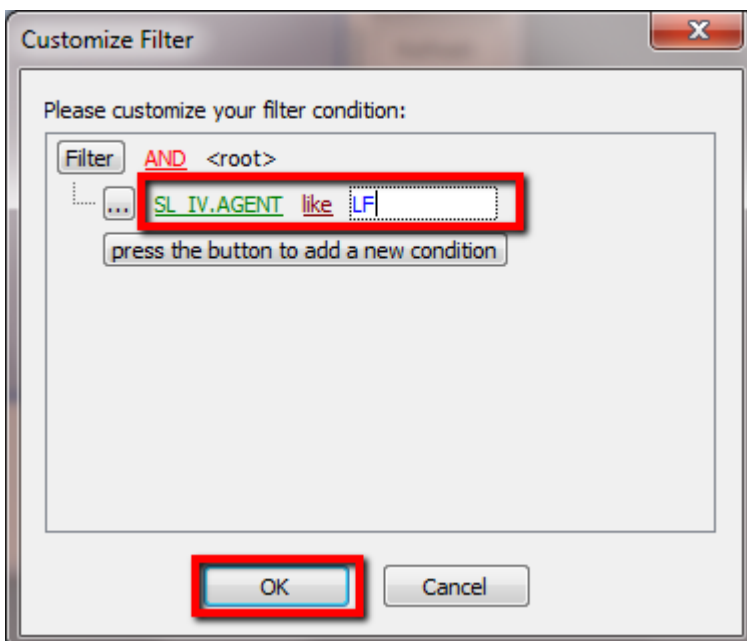 Customize Filter
Please customize your filter condition:
Filter AND <root>
... SL_IV.AGENT like LF
press the button to add a new condition
OK Cancel